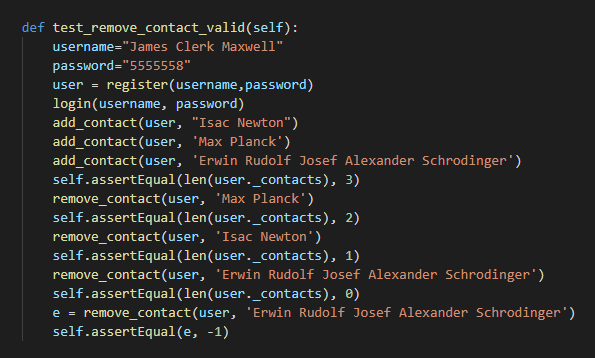 def test_remove_contact_valid(self):
    username="James Clerk Maxwell"
    password="5555558"
    user = register(username,password)
    login(username, password)
    add_contact(user, "Isac Newton")
    add_contact(user, 'Max Planck')
    add_contact(user, 'Erwin Rudolf Josef Alexander Schrodinger')
    self.assertEqual(len(user._contacts), 3)
    remove_contact(user, 'Max Planck')
    self.assertEqual(len(user._contacts), 2)
    remove_contact(user, 'Isac Newton')
    self.assertEqual(len(user._contacts), 1)
    remove_contact(user, 'Erwin Rudolf Josef Alexander Schrodinger')
    self.assertEqual(len(user._contacts), 0)
    e = remove_contact(user, 'Erwin Rudolf Josef Alexander Schrodinger')
    self.assertEqual(e, -1)